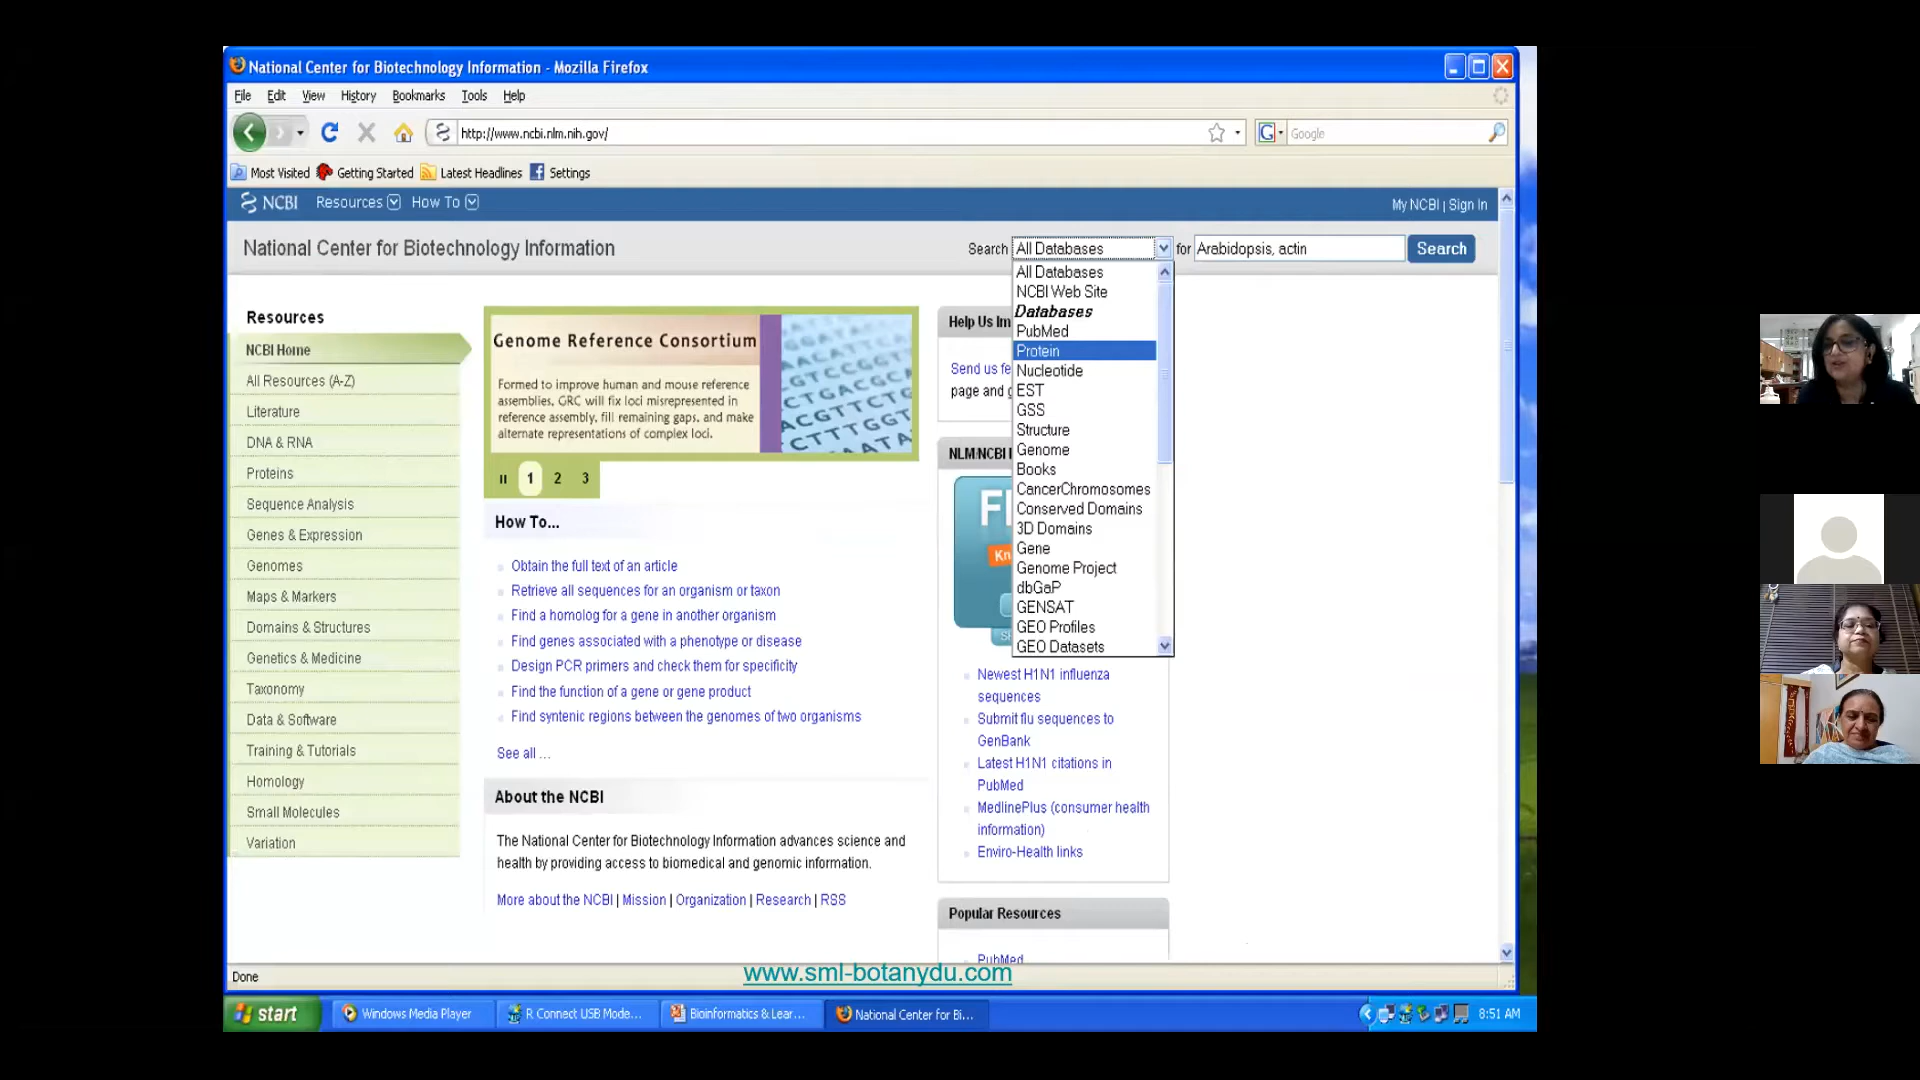 National Center for Biotechnology Information - Mozilla Firefox
File Edit View History Bookmarks Tools Help
http://www.ncbi.nlm.nih.gov/
Google
Most Visited Getting Started Latest Headlines Settings
NCBI Resources How To
My NCBI | Sign In
National Center for Biotechnology Information
Search All Databases for Arabidopsis, actin Search
All Databases
NCBI Web Site
Databases
PubMed
Protein
Nucleotide
EST
GSS
Structure
Genome
Books
CancerChromosomes
Conserved Domains
3D Domains
Gene
Genome Project
dbGaP
GENSAT
GEO Profiles
GEO Datasets
Resources
NCBI Home
All Resources (A-Z)
Literature
DNA & RNA
Proteins
Sequence Analysis
Genes & Expression
Genomes
Maps & Markers
Domains & Structures
Genetics & Medicine
Taxonomy
Data & Software
Training & Tutorials
Homology
Small Molecules
Variation
Genome Reference Consortium
Formed to improve human and mouse reference
assemblies, GRC will fix loci misrepresented in
reference assembly, fill remaining gaps, and make
alternate representations of complex loci.
1 2 3
How To...
Obtain the full text of an article
Retrieve all sequences for an organism or taxon
Find a homolog for a gene in another organism
Find genes associated with a phenotype or disease
Design PCR primers and check them for specificity
Find the function of a gene or gene product
Find syntenic regions between the genomes of two organisms
See all ...
About the NCBI
The National Center for Biotechnology Information advances science and
health by providing access to biomedical and genomic information.
More about the NCBI | Mission | Organization | Research | RSS
Help Us
Send us
page and
NLM/NCBI
Newest H1N1 influenza
sequences
Submit flu sequences to
GenBank
Latest H1N1 citations in
PubMed
MedlinePlus (consumer health
information)
Enviro-Health links
Popular Resources
PubMed
www.sml-botanydu.com
Done
start Windows Media Player R Connect USB Mode... Bioinformatics & Lear... National Center for Bi... 8:51 AM